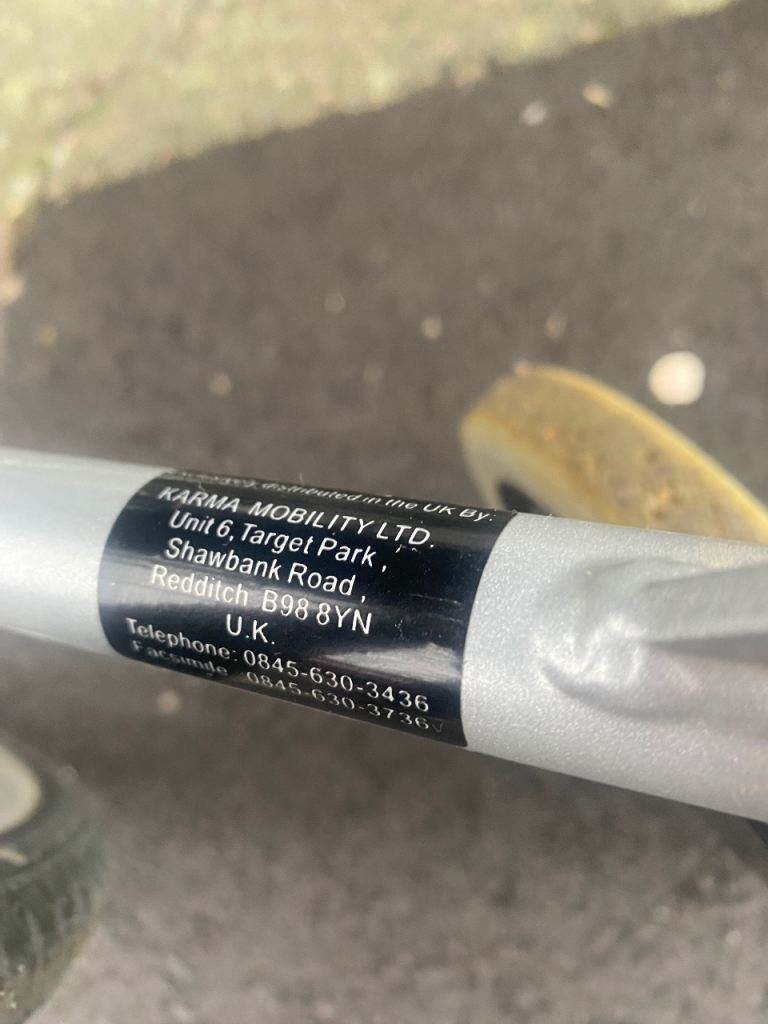 distributed in the UK By:
KARMA MOBILITY LTD.
Unit 6, Target Park,
Shawbank Road,
Redditch B98 8YN
U.K.
Telephone: 0845-630-3436
Facsimile: 0845-630-3736